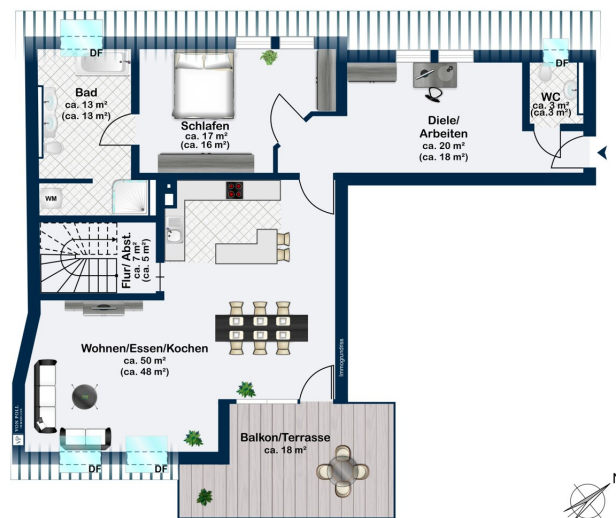 DF
DF
Bad
ca. 13 m²
(ca. 13 m²)
Schlafen
ca. 17 m²
(ca. 16 m²)
Diele/
Arbeiten
ca. 20 m²
(ca. 18 m²)
WC
ca. 3 m²
(ca.3 m²)
WM
Flur/ Abst.
ca. 7 m²
(ca. 5 m²)
Wohnen/Essen/Kochen
ca. 50 m²
(ca. 48 m²)
Immogrundriss
VON POLL
Balkon/Terrasse
ca. 18 m²
DF
DF
N